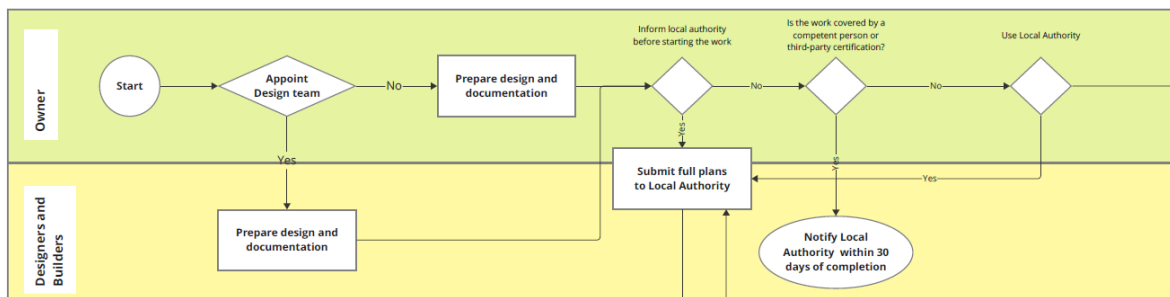 Owner
Start
Appoint
Design team
No
Prepare design and
documentation
Inform local authority
before starting the work
No
Is the work covered by a
competent person or
third-party certification?
No
Use Local Authority
Yes
Yes
Submit full plans
to Local Authority
Yes
Yes
Designers and
Builders
Prepare design and
documentation
Notify Local
Authority within 30
days of completion